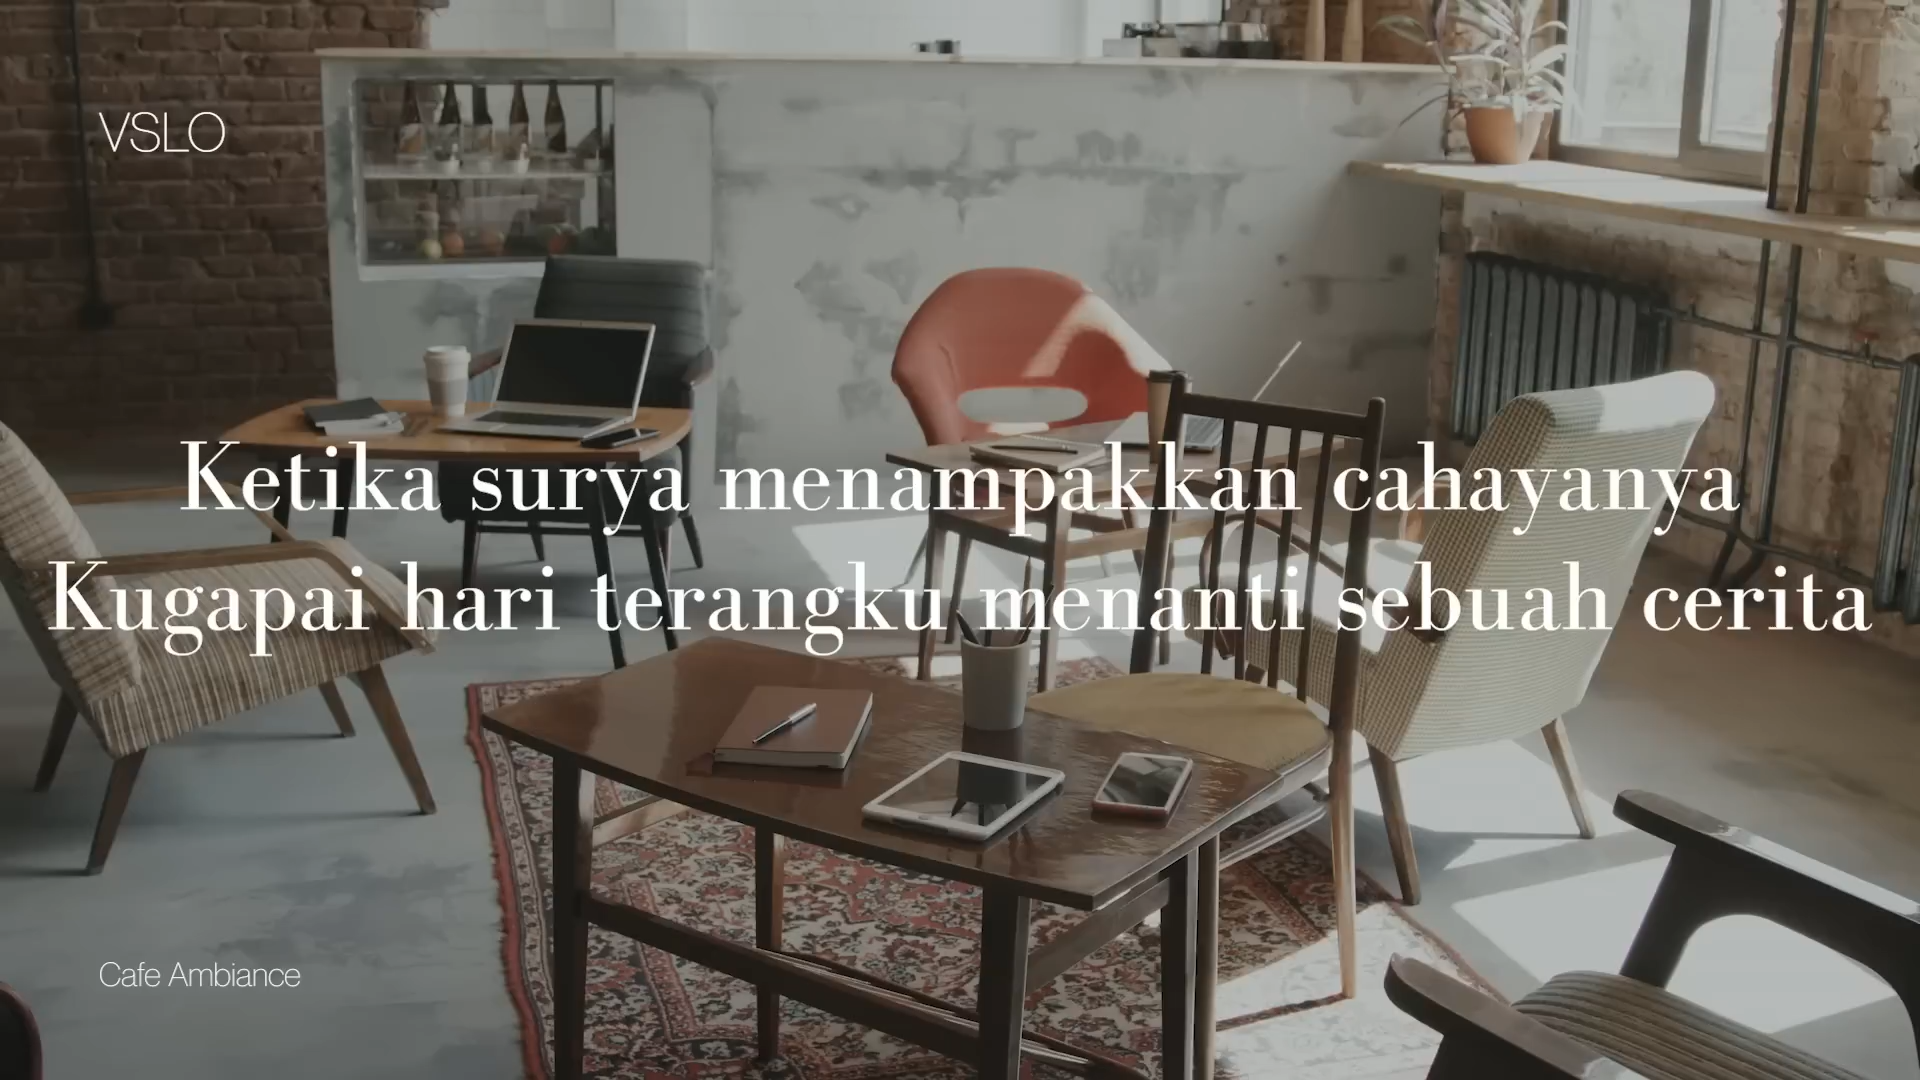 VSLO
Ketika surya menampakkan cahayanya
Kugapai hari terangku menanti sebuah cerita
Cafe Ambiance